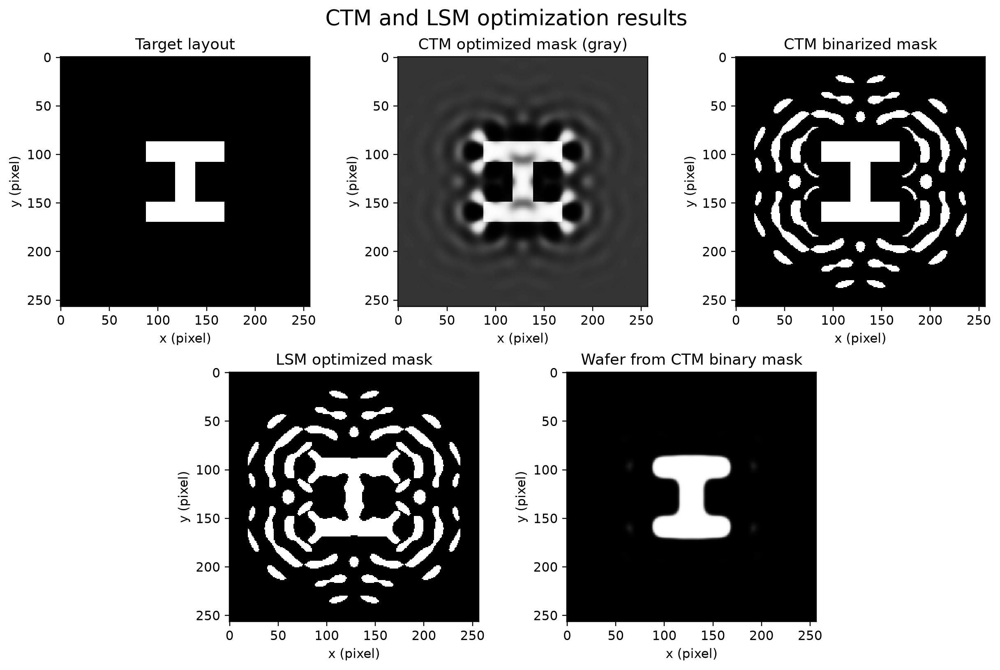 CTM and LSM optimization results
Target layout
CTM optimized mask (gray)
CTM binarized mask
0
50
100
150
200
250
y (pixel)
0 50 100 150 200 250
x (pixel)
0
50
100
150
200
250
y (pixel)
0 50 100 150 200 250
x (pixel)
0
50
100
150
200
250
y (pixel)
0 50 100 150 200 250
x (pixel)
LSM optimized mask
Wafer from CTM binary mask
0
50
100
150
200
250
y (pixel)
0 50 100 150 200 250
x (pixel)
0
50
100
150
200
250
y (pixel)
0 50 100 150 200 250
x (pixel)